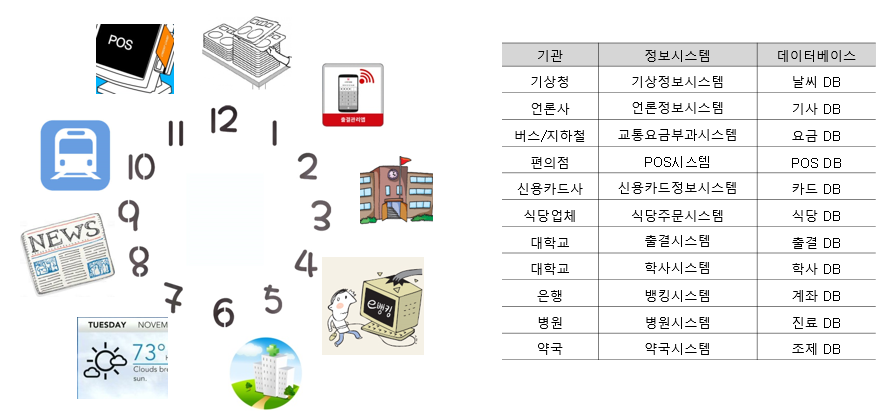 POS
출결관리앱
12
1
2
3
4
5
6
7
8
9
10
11
NEWS
e뱅킹
TUESDAY NOVEM
73°
Clouds bre
sun.
기관 정보시스템 데이터베이스
기상청 기상정보시스템 날씨 DB
언론사 언론정보시스템 기사 DB
버스/지하철 교통요금부과시스템 요금 DB
편의점 POS시스템 POS DB
신용카드사 신용카드정보시스템 카드 DB
식당업체 식당주문시스템 식당 DB
대학교 출결시스템 출결 DB
대학교 학사시스템 학사 DB
은행 뱅킹시스템 계좌 DB
병원 병원시스템 진료 DB
약국 약국시스템 조제 DB